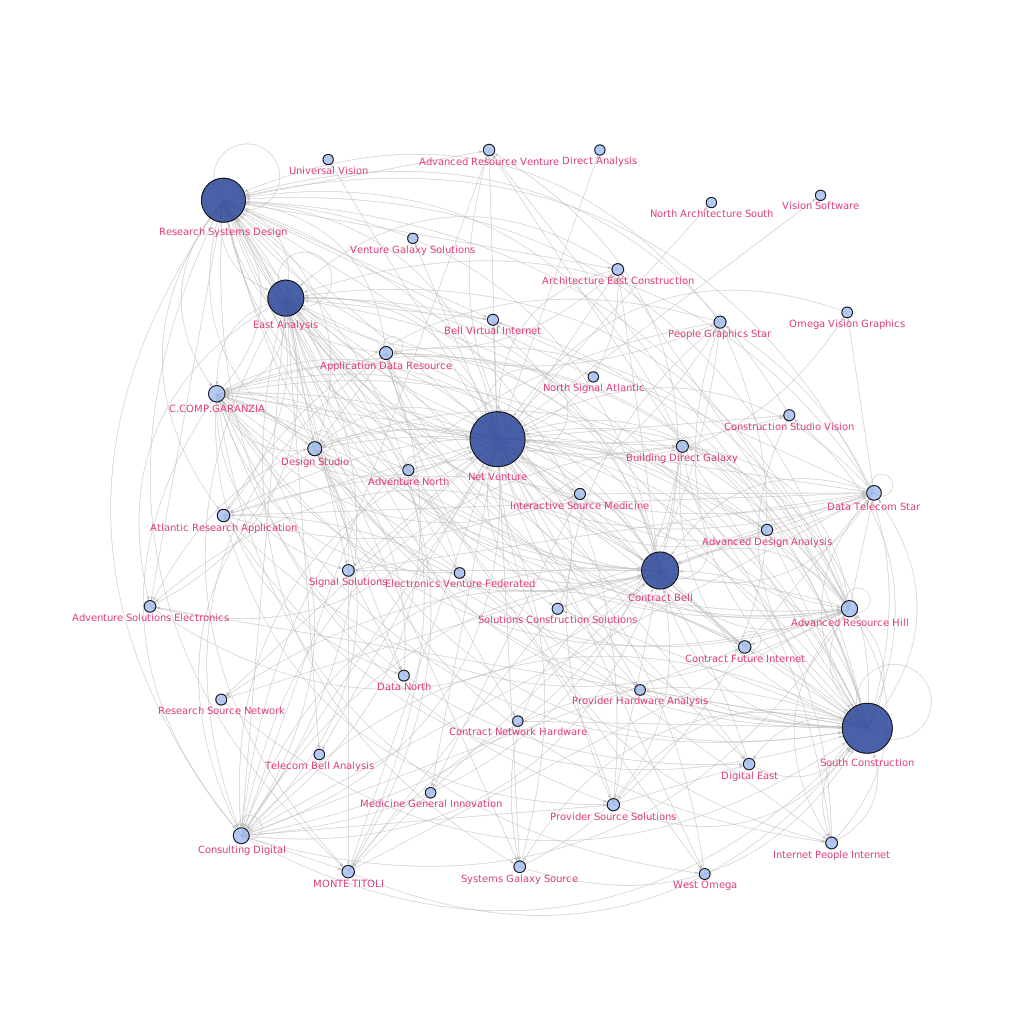 Advanced Resource Venture
Direct Analysis
Universal Vision
North Architecture South
Vision Software
Research Systems Design
Venture Galaxy Solutions
Architecture East Construction
East Analysis
Bell Virtual Internet
People Graphics Star
Omega Vision Graphics
Application Data Resource
North Signal Atlantic
C.COMP.GARANZIA
Construction Studio Vision
Design Studio
Building Direct Galaxy
Adventure North
Net Venture
Interactive Source Medicine
Data Telecom Star
Atlantic Research Application
Advanced Design Analysis
Signal Solutions
Electronics Venture Federated
Contract Bell
Adventure Solutions Electronics
Solutions Construction Solutions
Advanced Resource Hill
Contract Future Internet
Data North
Provider Hardware Analysis
Research Source Network
Contract Network Hardware
Telecom Bell Analysis
South Construction
Digital East
Medicine General Innovation
Provider Source Solutions
Consulting Digital
Internet People Internet
MONTE TITOLI
Systems Galaxy Source
West Omega